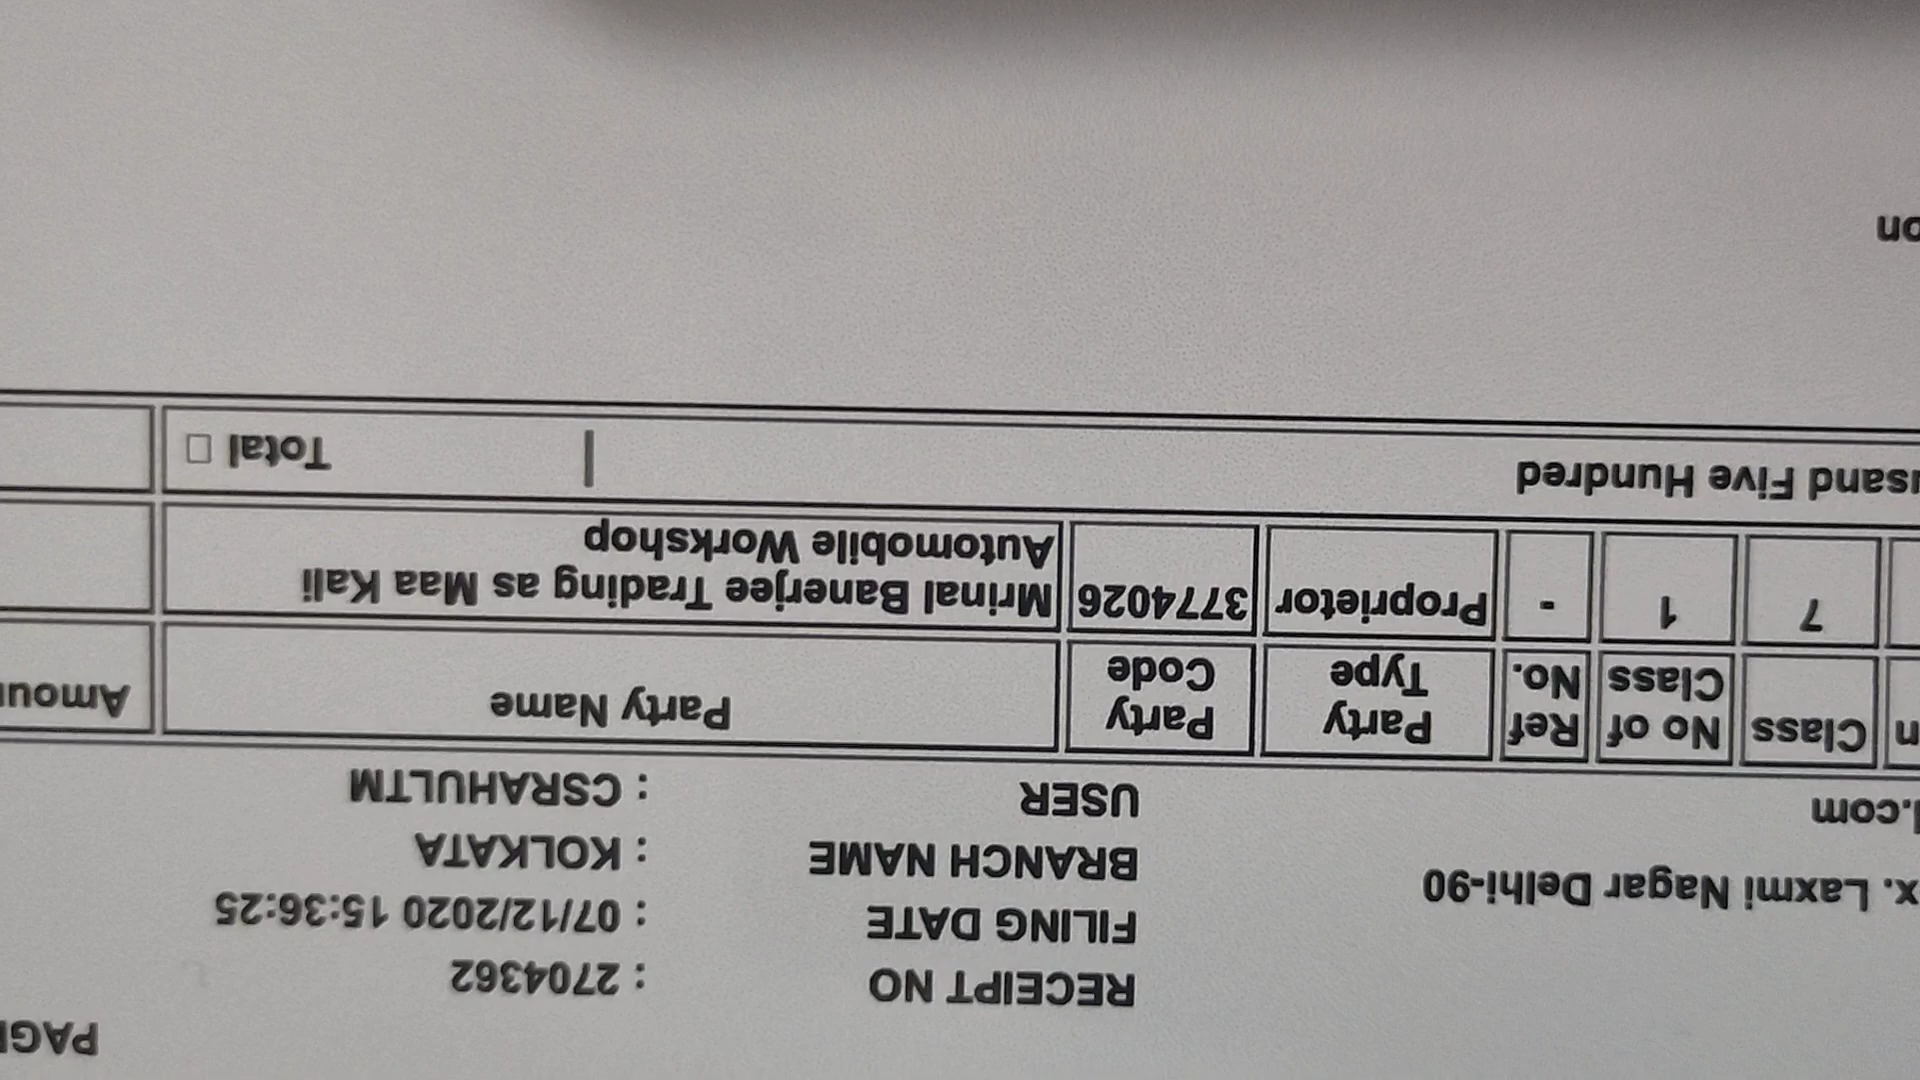 PAG
RECEIPT NO : 2704362
FILING DATE : 07/12/2020 15:36:25
x. Laxmi Nagar Delhi-90 BRANCH NAME : KOLKATA
l.com USER : CSRAHULTM
n Class No of Class Ref No. Party Type Party Code Party Name Amou
7 1 - Proprietor 3774026 Mrinal Banerjee Trading as Maa Kali
Automobile Workshop
usand Five Hundred Total
on